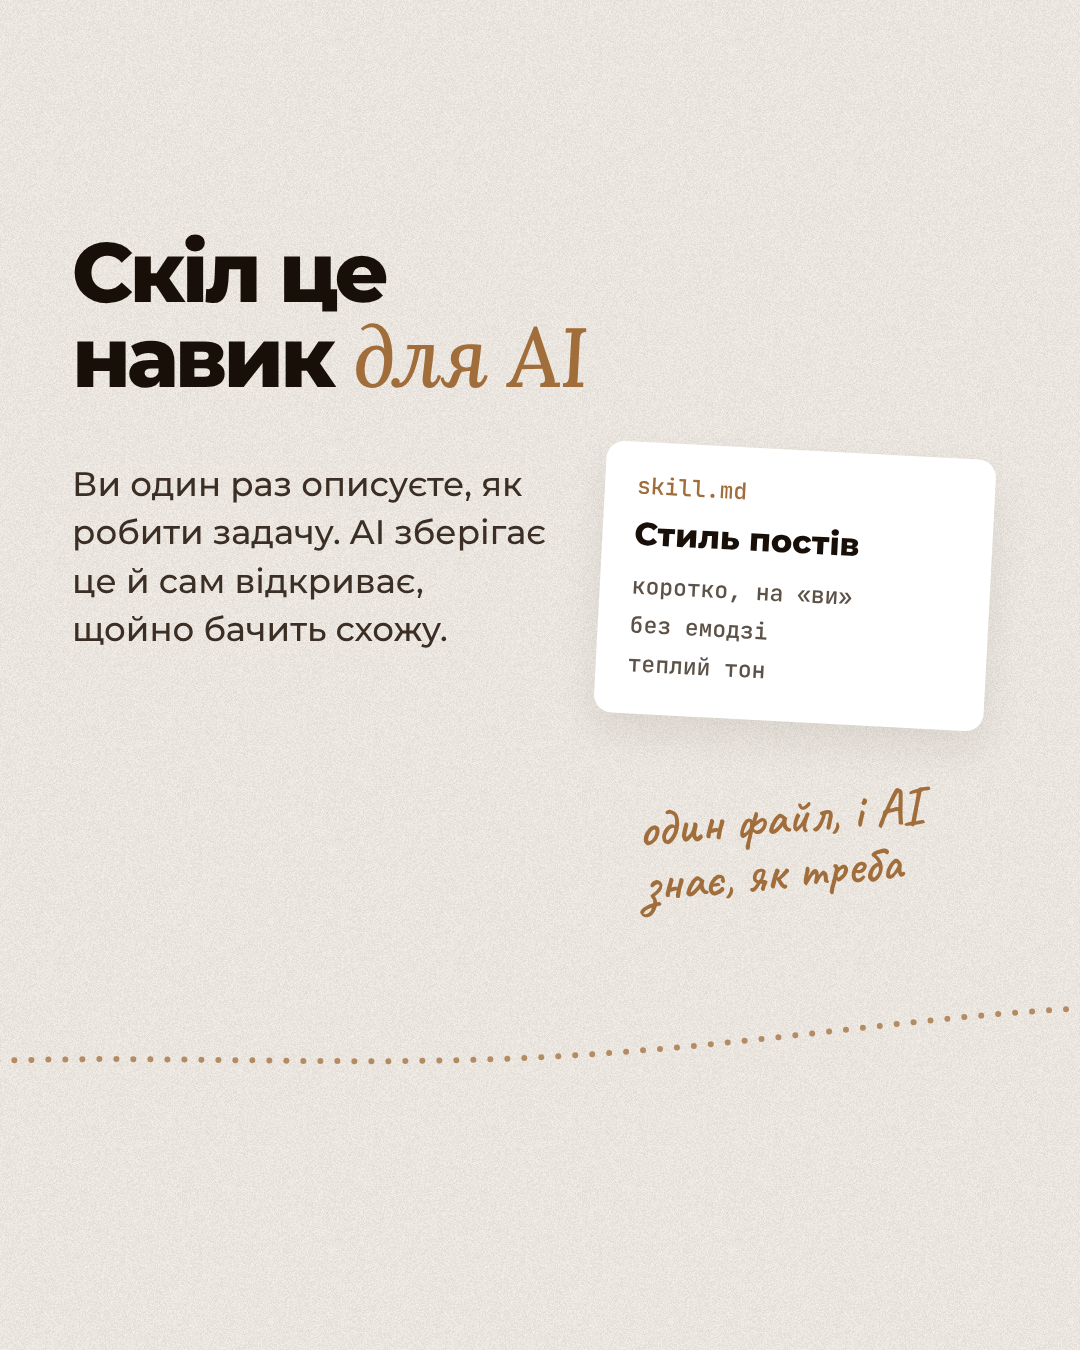 Скіл це
навик для AI
Ви один раз описуєте, як
робити задачу. AI зберігає
це й сам відкриває,
щойно бачить схожу.
skill.md
Стиль постів
коротко, на «ви»
без емодзі
теплий тон
один файл, і AI
знає, як треба